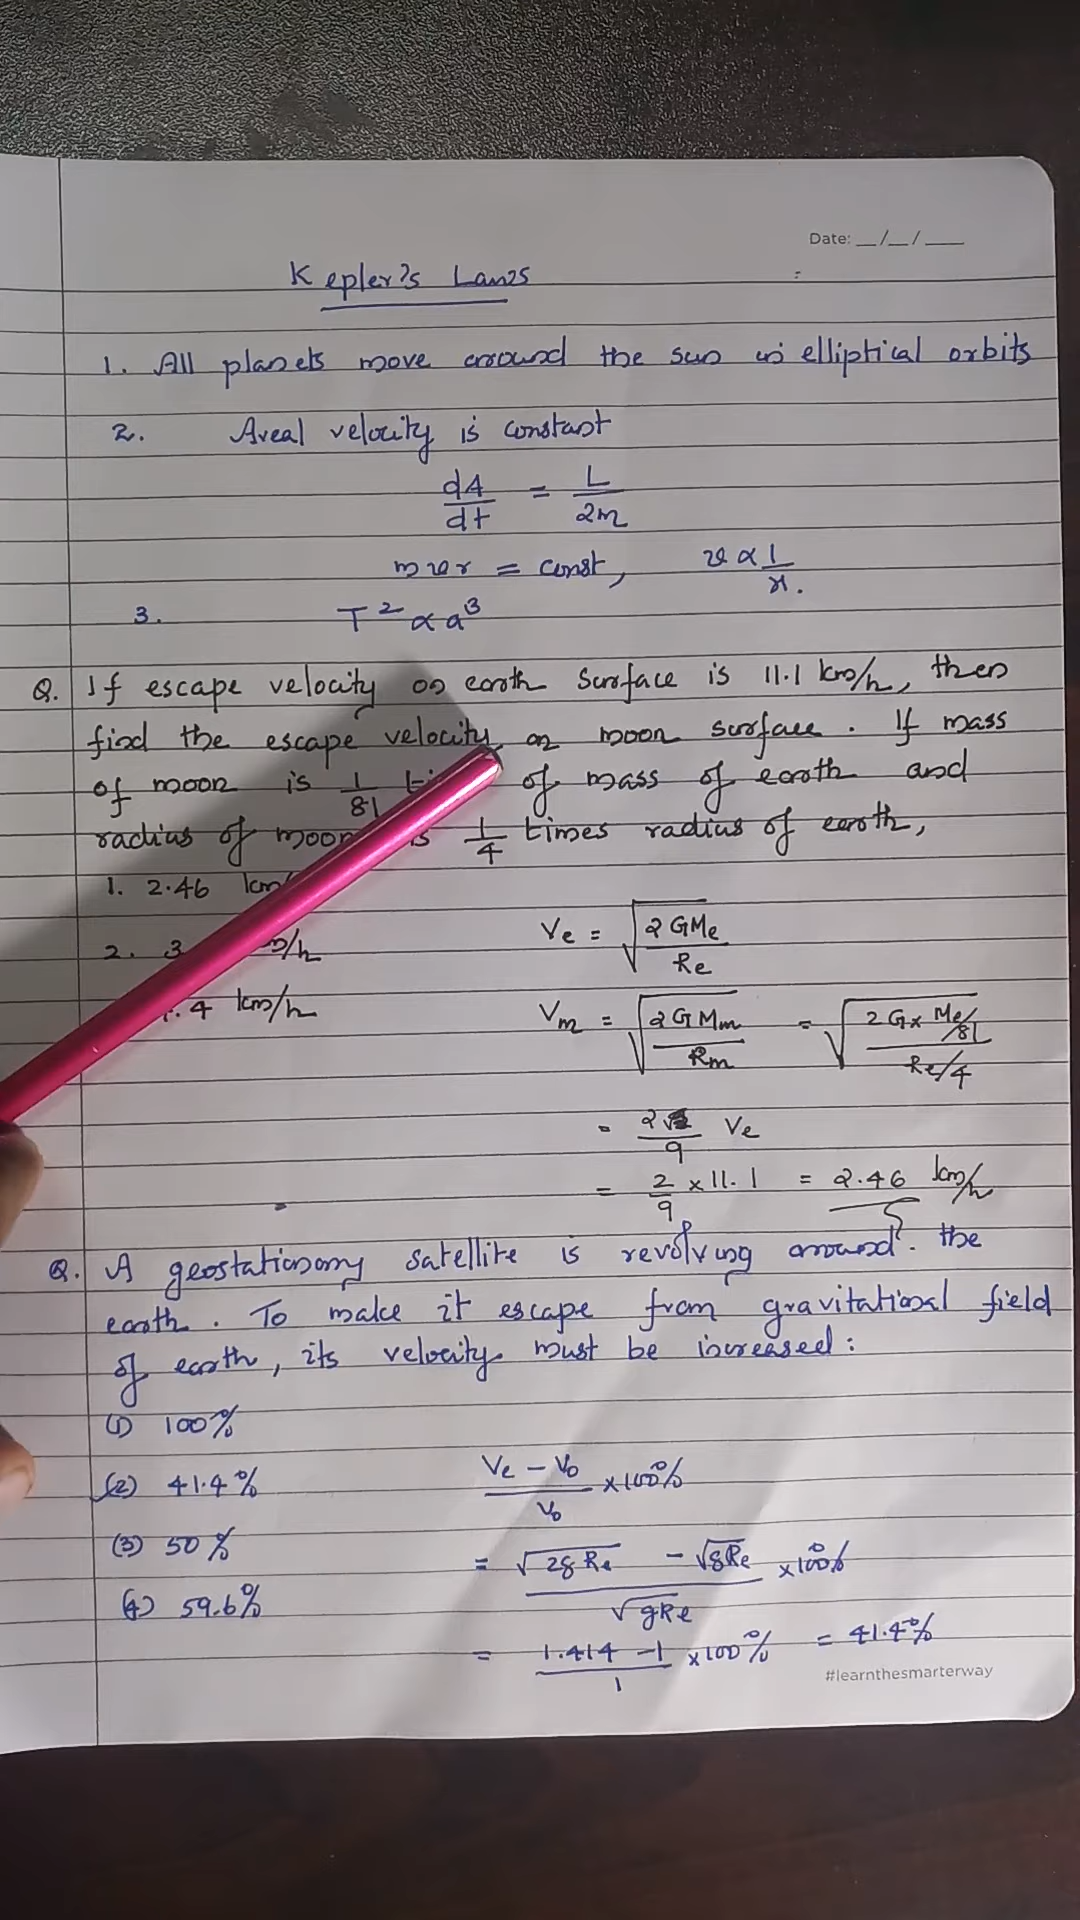 Date: __/__/____
Kepler's Laws
1. All planets move around the sun in elliptical orbits
2. Areal velocity is constant
dA/dt = L/2m
mvr = const, v ∝ 1/r.
3. T² ∝ a³
Q. If escape velocity on earth surface is 11.1 km/h, then
find the escape velocity on moon surface. If mass
of moon is 1/81 of mass of earth and
radius of moon is 1/4 times radius of earth,
1. 2.46 km/
2. 3 /h
.4 km/h
Ve = √(2GMe/Re)
Vm = √(2GMm/Rm) = √(2G×Me/81 / Re/4)
= 2/9 Ve
= 2/9 × 11.1 = 2.46 km/h
Q. A geostationary satellite is revolving around the
earth. To make it escape from gravitational field
of earth, its velocity must be increased:
(1) 100%
(2) 41.4%
(3) 50%
(4) 59.6%
Ve - Vo / Vo ×100%
= √2gRe - √gRe / √gRe ×100%
= 1.414 - 1 / 1 ×100% = 41.4%
#learnthesmarterway